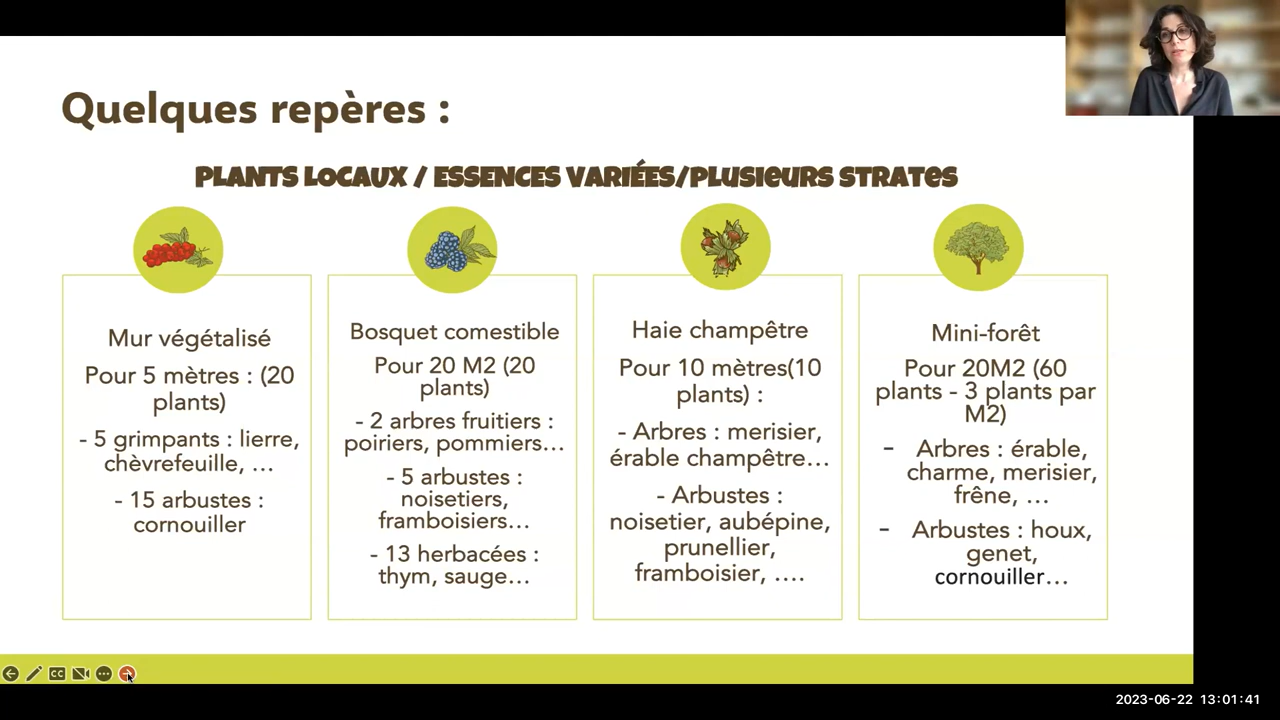 Quelques repères :
PLANTS LOCAUX / ESSENCES VARIÉES/PLUSIEURS STRATES
Mur végétalisé
Pour 5 mètres : (20
plants)
- 5 grimpants : lierre,
chèvrefeuille, …
- 15 arbustes :
cornouiller
Bosquet comestible
Pour 20 M2 (20
plants)
- 2 arbres fruitiers :
poiriers, pommiers…
- 5 arbustes :
noisetiers,
framboisiers…
- 13 herbacées :
thym, sauge…
Haie champêtre
Pour 10 mètres(10
plants) :
- Arbres : merisier,
érable champêtre…
- Arbustes :
noisetier, aubépine,
prunellier,
framboisier, ….
Mini-forêt
Pour 20M2 (60
plants - 3 plants par
M2)
- Arbres : érable,
charme, merisier,
frêne, …
- Arbustes : houx,
genet,
cornouiller…
CC
2023-06-22 13:01:41